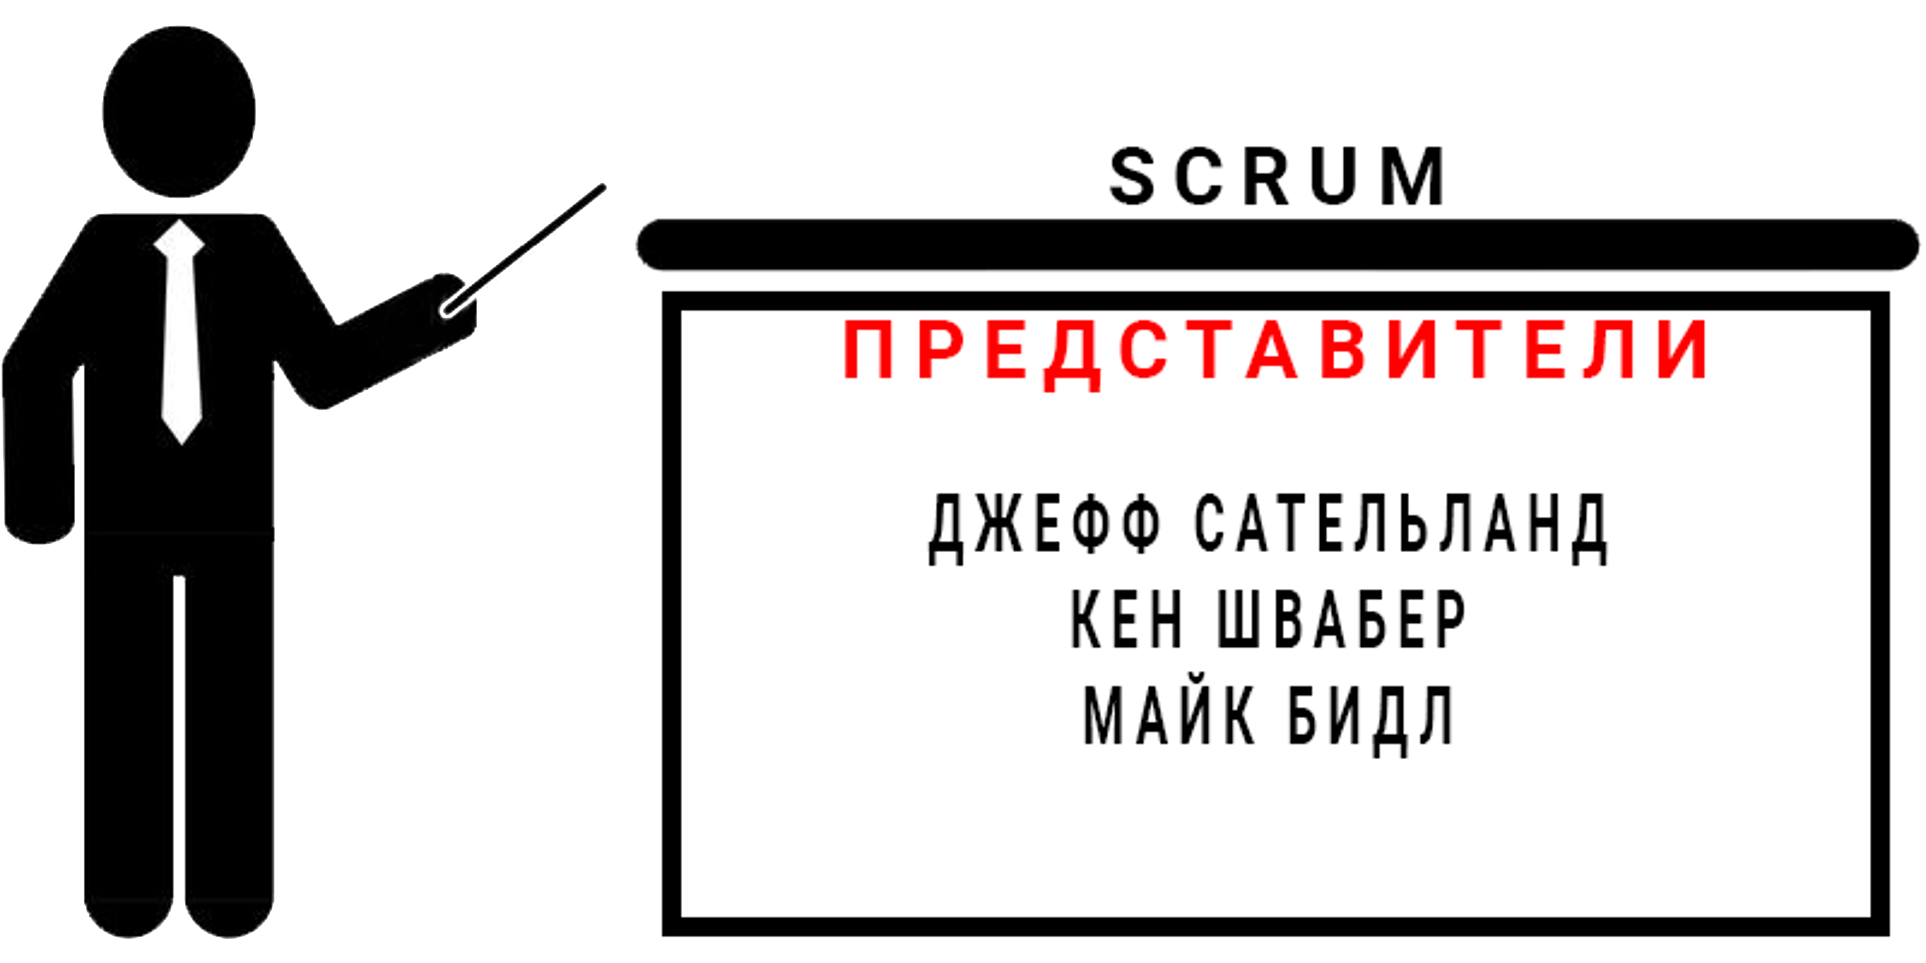 SCRUM
ПРЕДСТАВИТЕЛИ
ДЖЕФФ САТЕЛЬЛАНД
КЕН ШВАБЕР
МАЙК БИДЛ